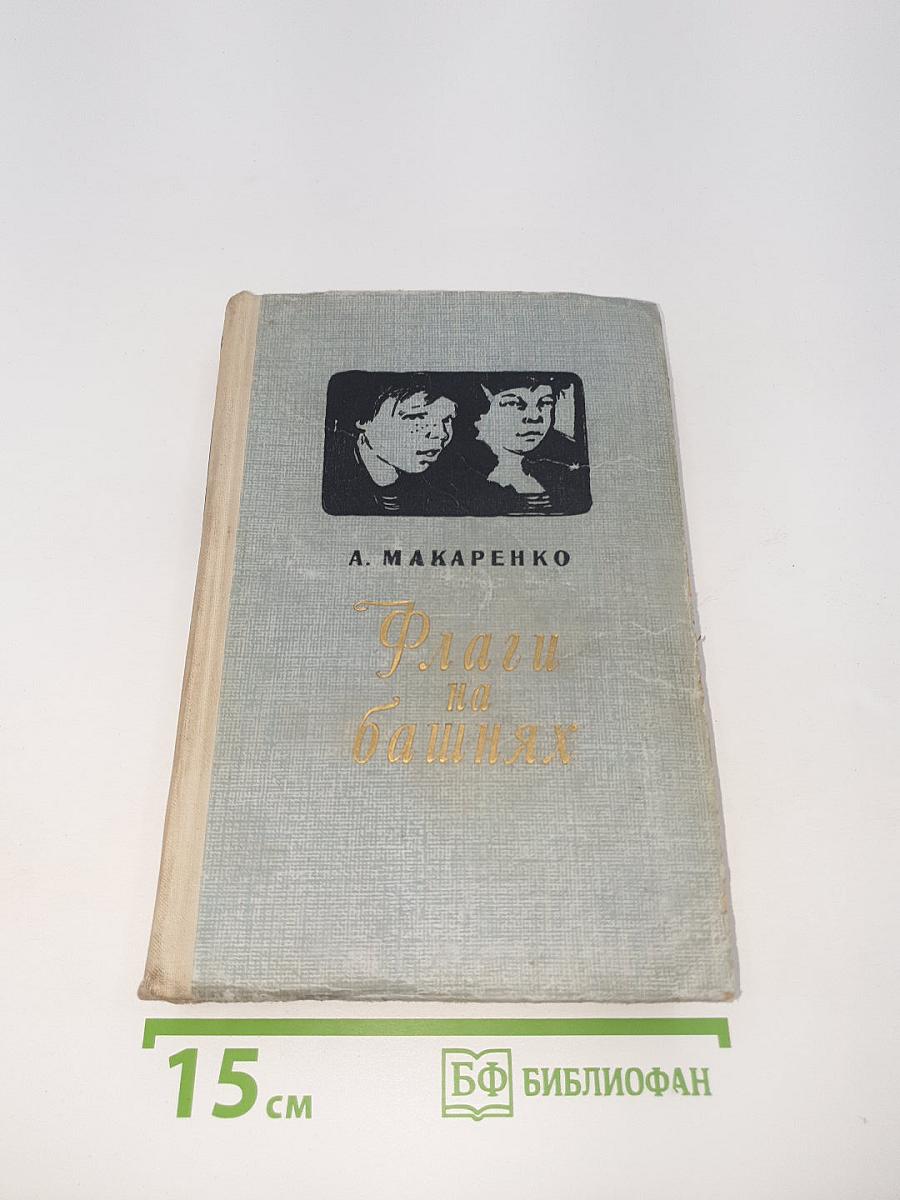 А. МАКАРЕНКО
Флаги
на
башнях
15 см
БФ БИБЛИОФАН